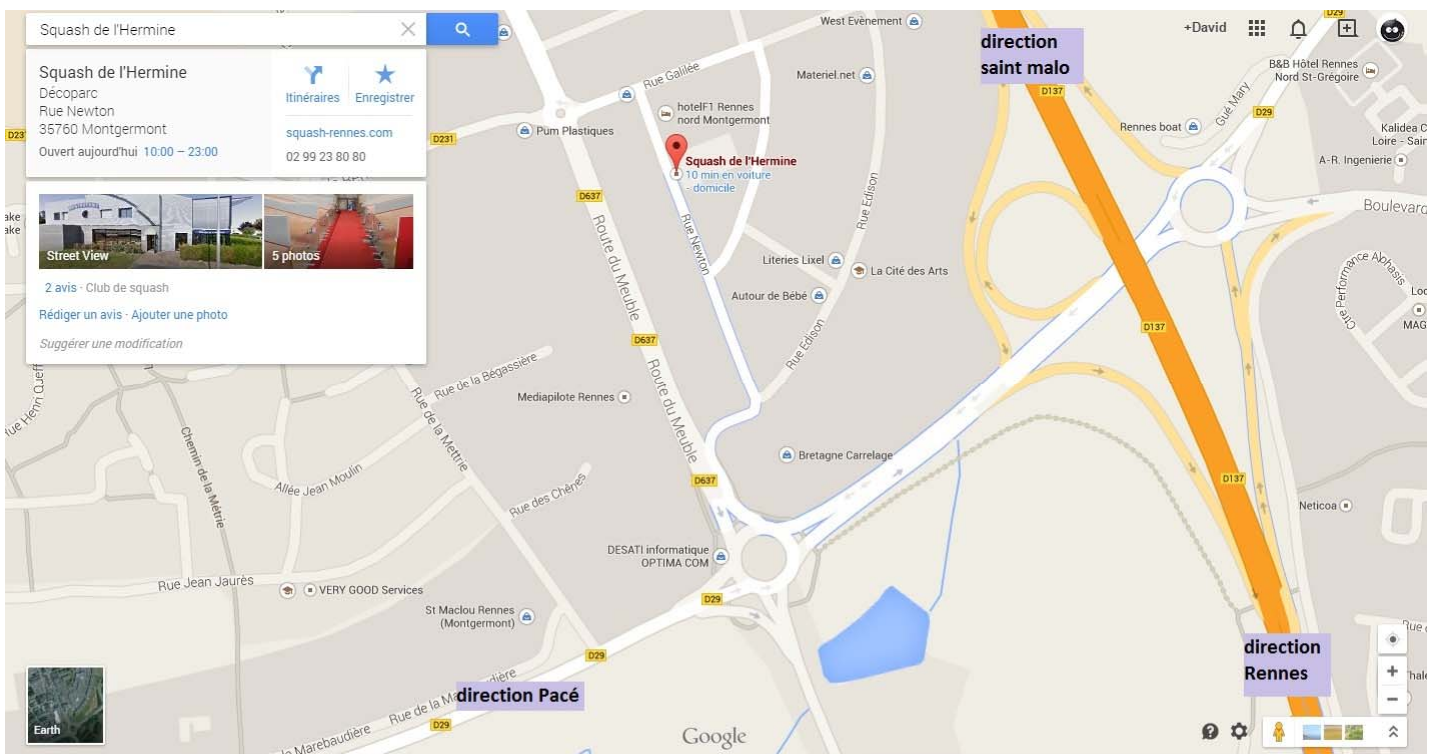 Squash de l'Hermine
Squash de l'Hermine
Décoparc
Rue Newton
35760 Montgermont
Ouvert aujourd'hui 10:00 – 23:00
Itinéraires
Enregistrer
squash-rennes.com
02 99 23 80 80
Street View
5 photos
2 avis · Club de squash
Rédiger un avis · Ajouter une photo
Suggérer une modification
+David
West Evènement
direction
saint malo
D29
B&B Hôtel Rennes
Nord St-Grégoire
Rue Galilée
Materiel.net
D137
Gué Mary
D29
hotelF1 Rennes
nord Montgermont
Pum Plastiques
D231
Rennes boat
Kalidea C
Loire - Sain
A-R. Ingenierie
Squash de l'Hermine
10 min en voiture
- domicile
D637
Rue Edison
Boulevard
Route du Meuble
Rue Newton
Literies Lixel
La Cité des Arts
Autour de Bébé
Ctre Performance Alphasis
MAG
D137
D637
Rue Edison
Rue de la Bégassière
Mediapilote Rennes
Route du Meuble
Rue de la Mettrie
Chemin de la Métrie
Bretagne Carrelage
Allée Jean Moulin
D637
D137
Rue des Chênes
Neticoa
DESATI informatique
OPTIMA COM
Rue Jean Jaurès
VERY GOOD Services
D29
St Maclou Rennes
(Montgermont)
D29
direction
Rennes
direction Pacé
Rue de la Marebaudière
D29
Earth
Google